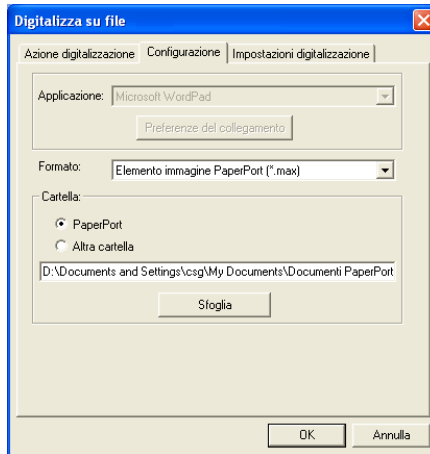 Digitalizza su file
Azione digitalizzazione Configurazione Impostazioni digitalizzazione
Applicazione: Microsoft WordPad
Preferenze del collegamento
Formato: Elemento immagine PaperPort (*.max)
Cartella:
PaperPort
Altra cartella
D:\Documents and Settings\csg\My Documents\Documenti PaperPort
Sfoglia
OK Annulla